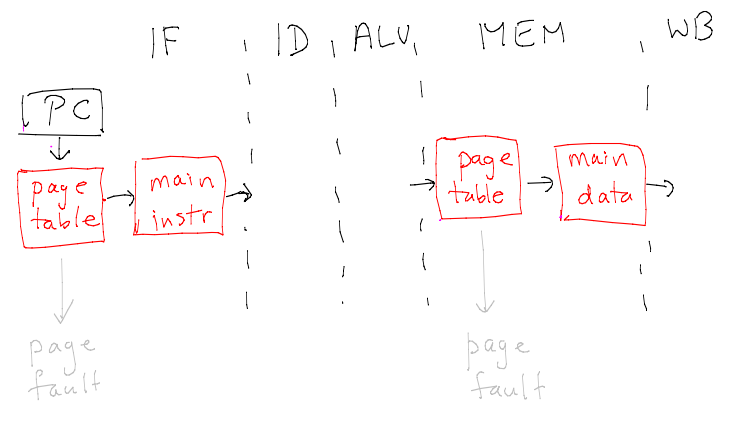 IF ID ALU MEM WB
PC
page table
main instr
page table
main data
page fault
page fault